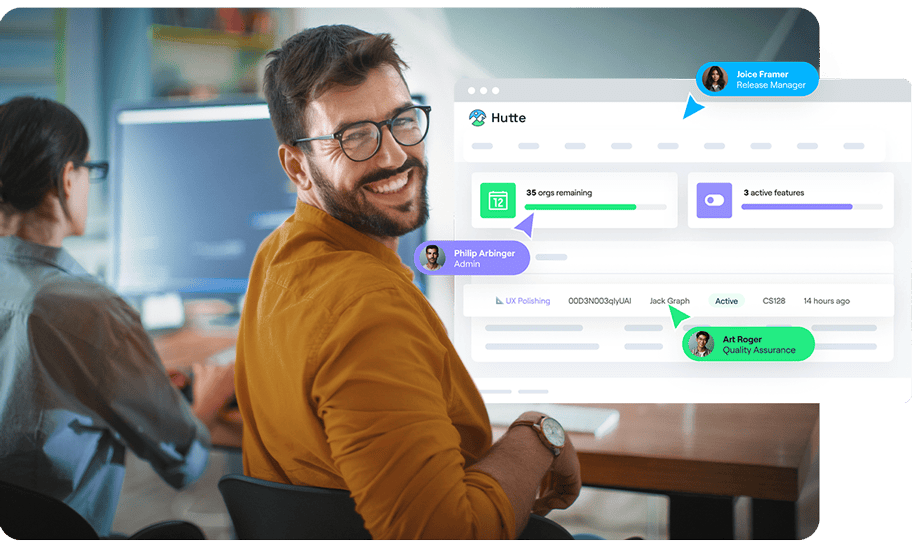 Joice Framer
Release Manager
Hutte
12
35 orgs remaining
3 active features
Philip Arbinger
Admin
UX Polishing 00D3N003qlyUAI Jack Graph Active CS128 14 hours ago
Art Roger
Quality Assurance